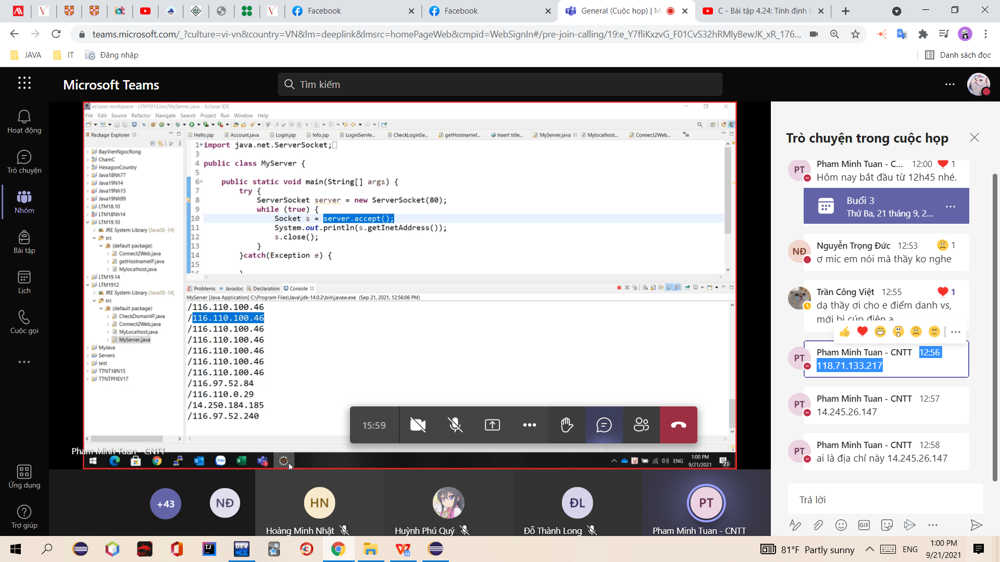 Facebook
Facebook
General (Cuộc họp) | M
C - Bài tập 4.24: Tính định t
teams.microsoft.com/_?culture=vi-vn&country=VN&lm=deeplink&lmsrc=homePageWeb&cmpid=WebSignIn#/pre-join-calling/19:e_Y7fliKxzvG_F01CvS32hRMlyBewJK_xR_176...
JAVA
IT
Đăng nhập
Danh sách đọc
Microsoft Teams
Tìm kiếm
Hoạt động
Trò chuyện
Nhóm
Bài tập
Lịch
Cuộc gọi
Ứng dụng
Trợ giúp
eclipse-workspace - LTM1912/src/MyServer.java - Eclipse IDE
File Edit Source Refactor Navigate Search Project Run Window Help
Package Explorer
BayVienNgocRong
ChamC
HexagonCountry
Java18Nh77
Java19N14
Java19Nh15
Java19Nh99
LTM18.10
LTM18Nh14
LTM19.10
JRE System Library [JavaSE-14]
src
(default package)
Connect2Web.java
getHostnameIP.java
Mylocalhost.java
LTM19.14
LTM1912
JRE System Library [JavaSE-14]
src
(default package)
CheckDomainIP.java
Connect2Web.java
MyLocalhost.java
MyServer.java
MyJava
Servers
test
TTNT18N15
TTNTPFIEV17
Hello.jsp Account.java Login.jsp Info.jsp LoginServle... CheckLoginSe... getHostnameI... Insert title... MyServer.java Mylocalhost... Connect2Web...
1 import java.net.ServerSocket;
3
4 public class MyServer {
5
6 public static void main(String[] args) {
7 try {
8 ServerSocket server = new ServerSocket(80);
9 while (true) {
10 Socket s = server.accept();
11 System.out.println(s.getInetAddress());
12 s.close();
13 }
14 }catch(Exception e) {
15
16 }
Problems Javadoc Declaration Console
MyServer [Java Application] C:\Program Files\Java\jdk-14.0.2\bin\javaw.exe (Sep 21, 2021, 12:56:06 PM)
/116.110.100.46
/116.110.100.46
/116.110.100.46
/116.110.100.46
/116.110.100.46
/116.110.100.46
/116.110.100.46
/116.97.52.84
/116.110.0.29
/14.250.184.185
/116.97.52.240
15:59
Pham Minh Tuan - CNTT
Zalo
ENG
1:00 PM
9/21/2021
23
+43
NĐ
HN
Hoàng Minh Nhật
Huỳnh Phú Quý
ĐL
Đỗ Thành Long
PT
Pham Minh Tuan - CNTT
Trò chuyện trong cuộc họp
PT
Pham Minh Tuan - C... 12:00 1
Hôm nay bắt đầu từ 12h45 nhé.
Buổi 3
Thứ Ba, 21 tháng 9, 2...
NĐ
Nguyễn Trọng Đức 12:53 1
ơ mic em nói mà thầy ko nghe
Trần Công Việt 12:55 1
dạ thầy ơi cho e điểm danh vs,
mới bị cúp điện ạ
PT
Pham Minh Tuan - CNTT 12:56
118.71.133.217
PT
Pham Minh Tuan - CNTT 12:57
14.245.26.147
PT
Pham Minh Tuan - CNTT 12:58
ai là địa chỉ này 14.245.26.147
Trả lời
GIF
81°F Partly sunny
ENG
1:00 PM
9/21/2021